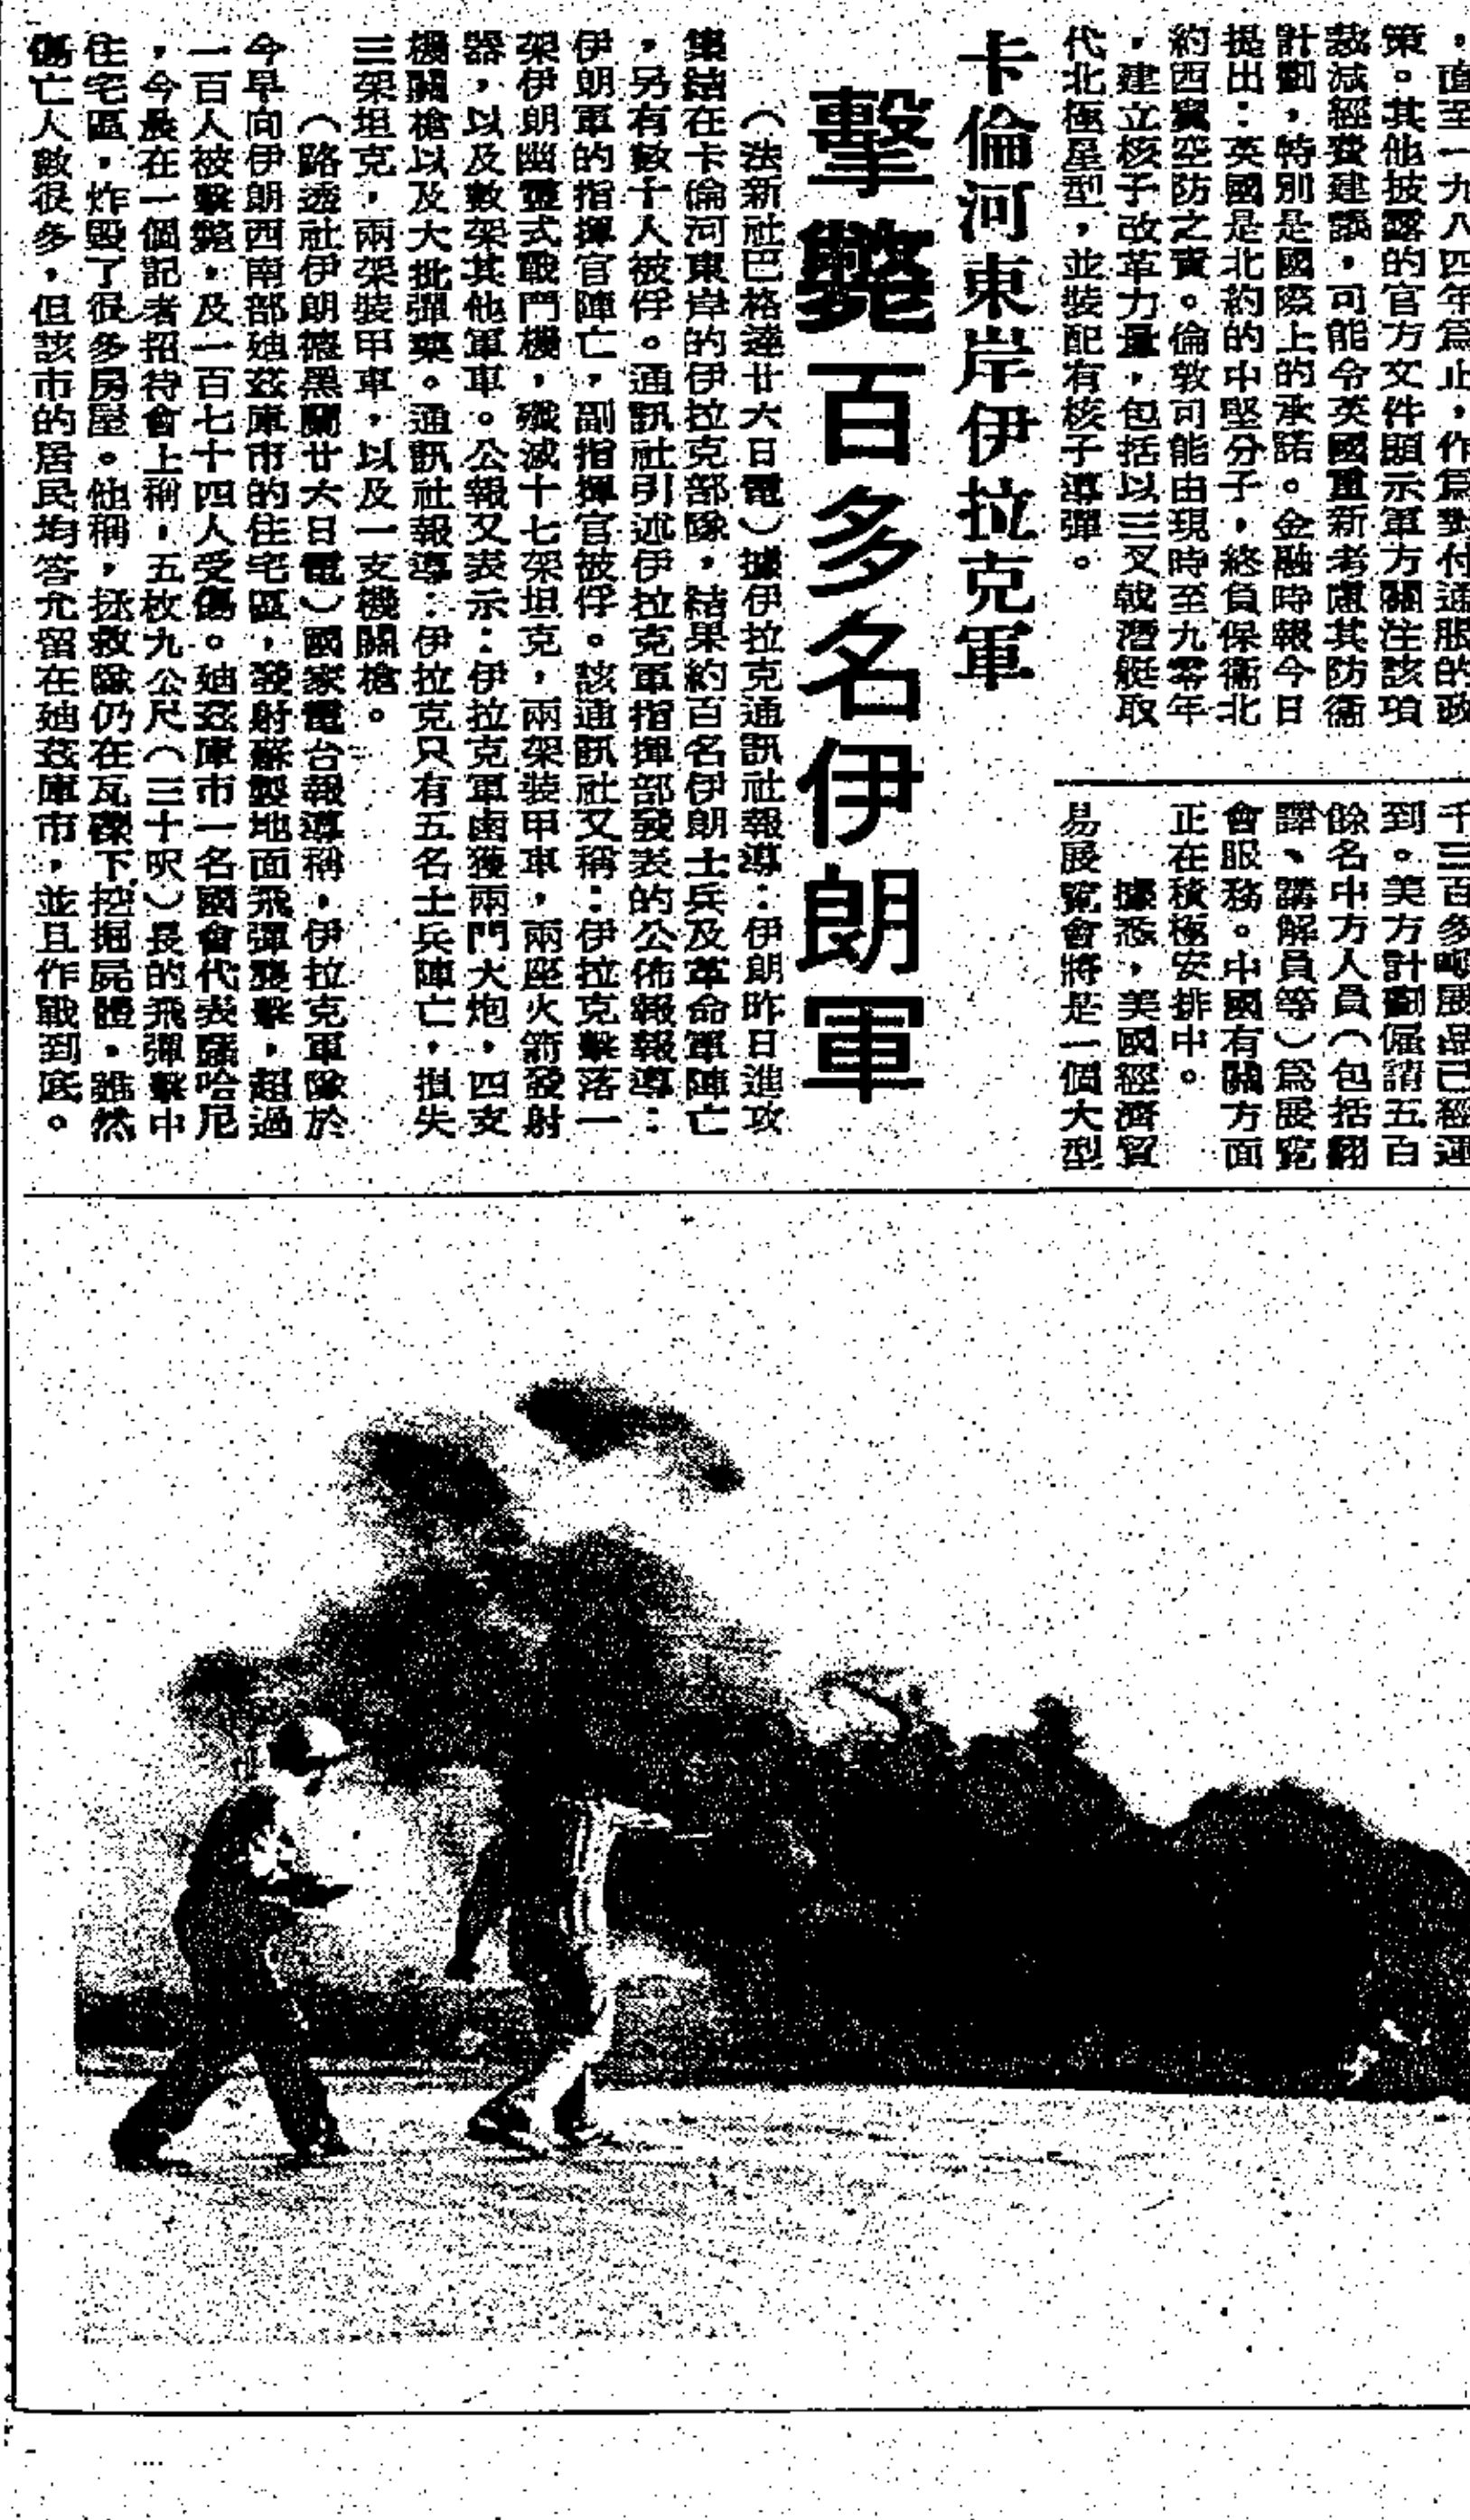 ，直至一九八四年為止，作為對付通脹的政
策。其他披露的官方文件顯示軍方關注該項
裁減經費建議，可能令英國重新考慮其防衞
計劃，特別是國際上的承諾。金融時報今日
提出：英國是北約的中堅分子，終負保衞北
約西翼空防之責。倫敦可能由現時至九零年
，建立核子改革力量，包括以三叉戟潛艇取
代北極星型，並裝配有核子導彈。
千三百多噸展品已經運
到。美方計劃僱請五百
餘名中方人員（包括翻
譯、講解員等）為展覽
會服務。中國有關方面
正在積極安排中。
據悉，美國經濟貿
易展覽會將是一個大型
卡倫河東岸伊拉克軍
擊斃百多名伊朗軍
（法新社巴格達廿六日電）據伊拉克通訊社報導：伊朗昨日進攻
集結在卡倫河東岸的伊拉克部隊，結果約百名伊朗士兵及革命軍陣亡
，另有數十人被俘。通訊社引述伊拉克軍指揮部發表的公佈報導：
伊朗軍的指揮官陣亡，副指揮官被俘。該通訊社又稱：伊拉克擊落一
架伊朗幽靈式戰鬥機，殲滅十七架坦克，兩架裝甲車，兩座火箭發射
器，以及數架其他軍車。公報又表示：伊拉克軍鹵獲兩門大炮，四支
機關槍以及大批彈藥。通訊社報導：伊拉克只有五名士兵陣亡，損失
三架坦克，兩架裝甲車，以及一支機關槍。
（路透社伊朗德黑蘭廿六日電）國家電台報導稱，伊拉克軍隊於
今早向伊朗西南部廸茲庫市的住宅區，發射蘇製地面飛彈襲擊，超過
一百人被擊斃，及一百七十四人受傷。廸茲庫市一名國會代表薩哈尼
，今晨在一個記者招待會上稱，五枚九公尺（三十呎）長的飛彈擊中
住宅區，炸毀了很多房屋。他稱，拯救隊仍在瓦礫下挖掘屍體，雖然
傷亡人數很多，但該市的居民均答允留在廸茲庫市，並且作戰到底。